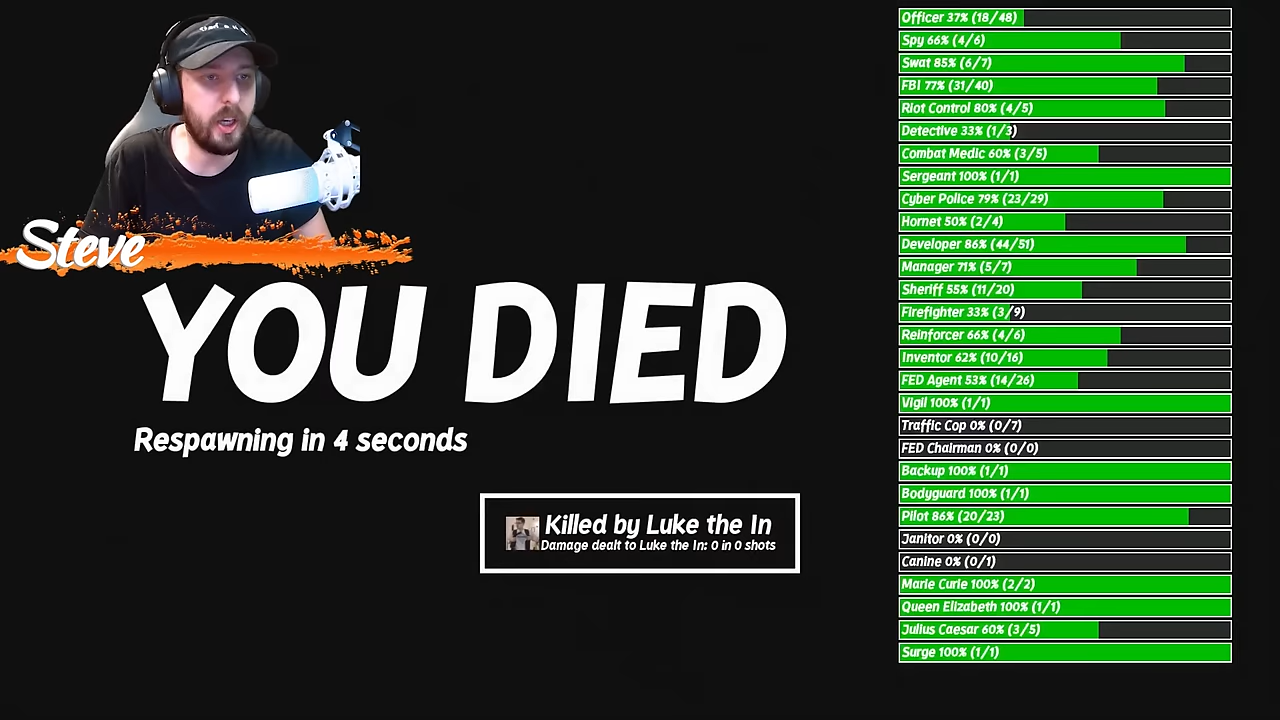 Steve
YOU DIED
Respawning in 4 seconds
Killed by Luke the In
Damage dealt to Luke the In: 0 in 0 shots
Officer 37% (18/48)
Spy 66% (4/6)
Swat 85% (6/7)
FBI 77% (31/40)
Riot Control 80% (4/5)
Detective 33% (1/3)
Combat Medic 60% (3/5)
Sergeant 100% (1/1)
Cyber Police 79% (23/29)
Hornet 50% (2/4)
Developer 86% (44/51)
Manager 71% (5/7)
Sheriff 55% (11/20)
Firefighter 33% (3/9)
Reinforcer 66% (4/6)
Inventor 62% (10/16)
FED Agent 53% (14/26)
Vigil 100% (1/1)
Traffic Cop 0% (0/7)
FED Chairman 0% (0/0)
Backup 100% (1/1)
Bodyguard 100% (1/1)
Pilot 86% (20/23)
Janitor 0% (0/0)
Canine 0% (0/1)
Marie Curie 100% (2/2)
Queen Elizabeth 100% (1/1)
Julius Caesar 60% (3/5)
Surge 100% (1/1)